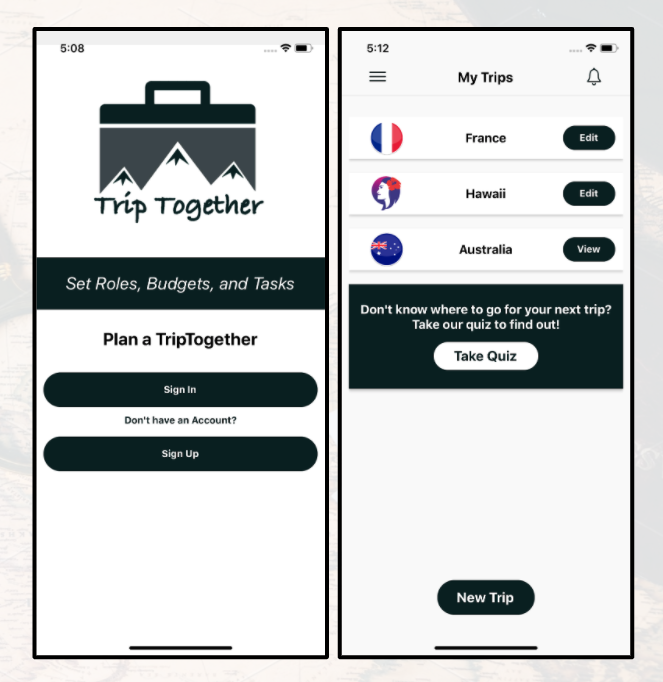 5:08
Trip Together
Set Roles, Budgets, and Tasks
Plan a TripTogether
Sign In
Don't have an Account?
Sign Up
5:12
My Trips
France
Edit
Hawaii
Edit
Australia
View
Don't know where to go for your next trip?
Take our quiz to find out!
Take Quiz
New Trip